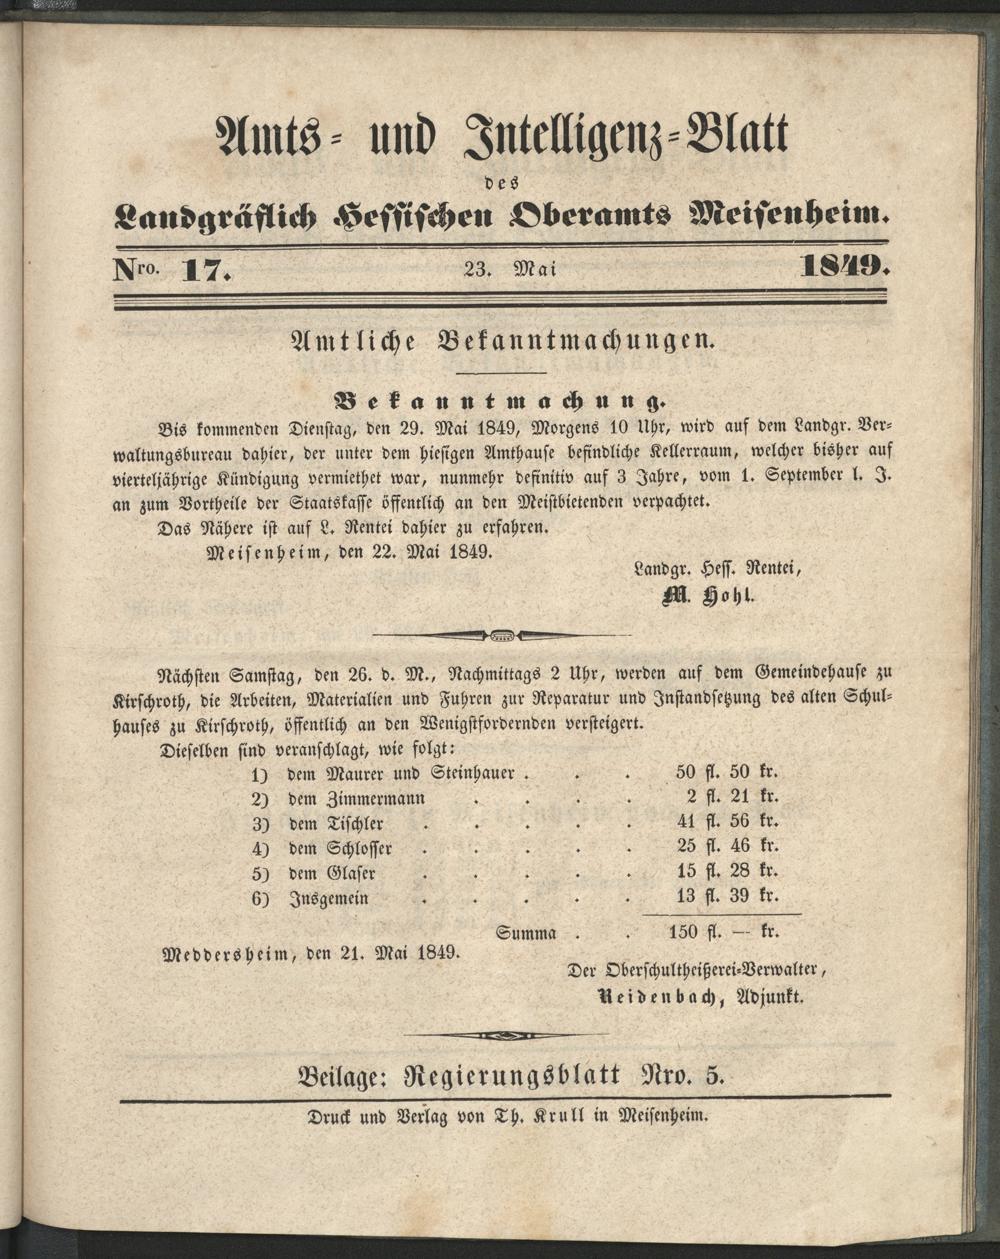 Amts- und Intelligenz-Blatt
des
Landgräflich Hessischen Oberamts Meisenheim.
Nro. 17. 23. Mai 1849.
Amtliche Bekanntmachungen.
Bekanntmachung.
Bis kommenden Dienstag, den 29. Mai 1849, Morgens 10 Uhr, wird auf dem Landgr. Ver-
waltungsbureau dahier, der unter dem hiesigen Amthause befindliche Kellerraum, welcher bisher auf
vierteljährige Kündigung vermiethet war, nunmehr definitiv auf 3 Jahre, vom 1. September l. J.
an zum Vortheile der Staatskasse öffentlich an den Meistbietenden verpachtet.
Das Nähere ist auf L. Rentei dahier zu erfahren.
Meisenheim, den 22. Mai 1849.
Landgr. Hess. Rentei,
M. Hohl.
Nächsten Samstag, den 26. d. M., Nachmittags 2 Uhr, werden auf dem Gemeindehause zu
Kirschroth, die Arbeiten, Materialien und Fuhren zur Reparatur und Instandsetzung des alten Schul-
hauses zu Kirschroth, öffentlich an den Wenigstfordernden versteigert.
Dieselben sind veranschlagt, wie folgt:
1) dem Maurer und Steinhauer . . . 50 fl. 50 kr.
2) dem Zimmermann . . . . 2 fl. 21 kr.
3) dem Tischler . . . . . 41 fl. 56 kr.
4) dem Schlosser . . . . . 25 fl. 46 kr.
5) dem Glaser . . . . . 15 fl. 28 kr.
6) Insgemein . . . . . 13 fl. 39 kr.
Summa . . 150 fl. — kr.
Meddersheim, den 21. Mai 1849.
Der Oberschultheißerei-Verwalter,
Reidenbach, Adjunkt.
Beilage: Regierungsblatt Nro. 5.
Druck und Verlag von Th. Krull in Meisenheim.